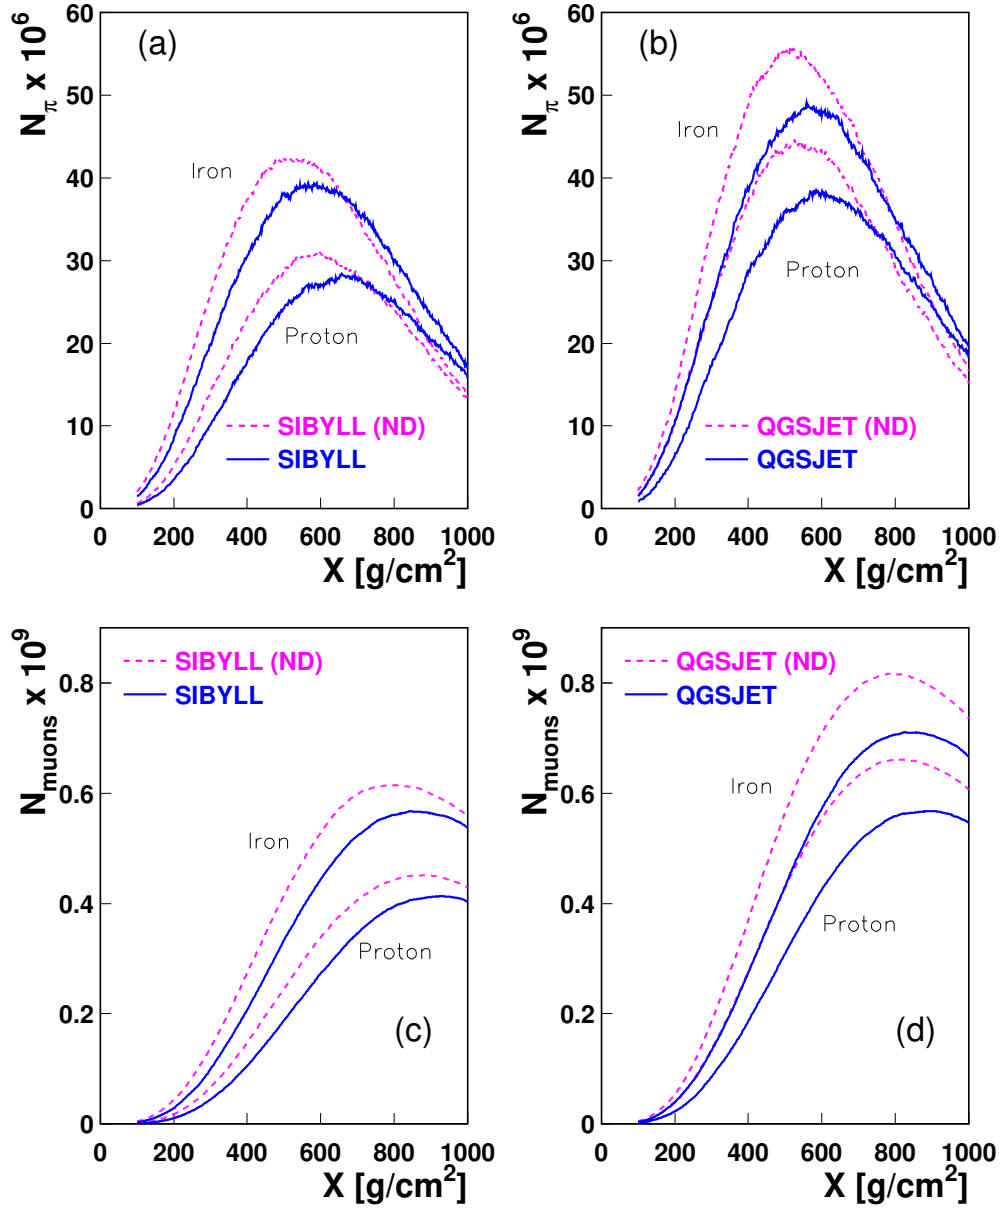 (a)
N_π x 10^6
60
50
40
30
20
10
0
Iron
Proton
SIBYLL (ND)
SIBYLL
0 200 400 600 800 1000
X [g/cm²]
(b)
N_π x 10^6
60
50
40
30
20
10
0
Iron
Proton
QGSJET (ND)
QGSJET
0 200 400 600 800 1000
X [g/cm²]
N_muons x 10^9
SIBYLL (ND)
SIBYLL
0.8
0.6
0.4
0.2
0
Iron
Proton
(c)
0 200 400 600 800 1000
X [g/cm²]
N_muons x 10^9
QGSJET (ND)
QGSJET
0.8
0.6
0.4
0.2
0
Iron
Proton
(d)
0 200 400 600 800 1000
X [g/cm²]